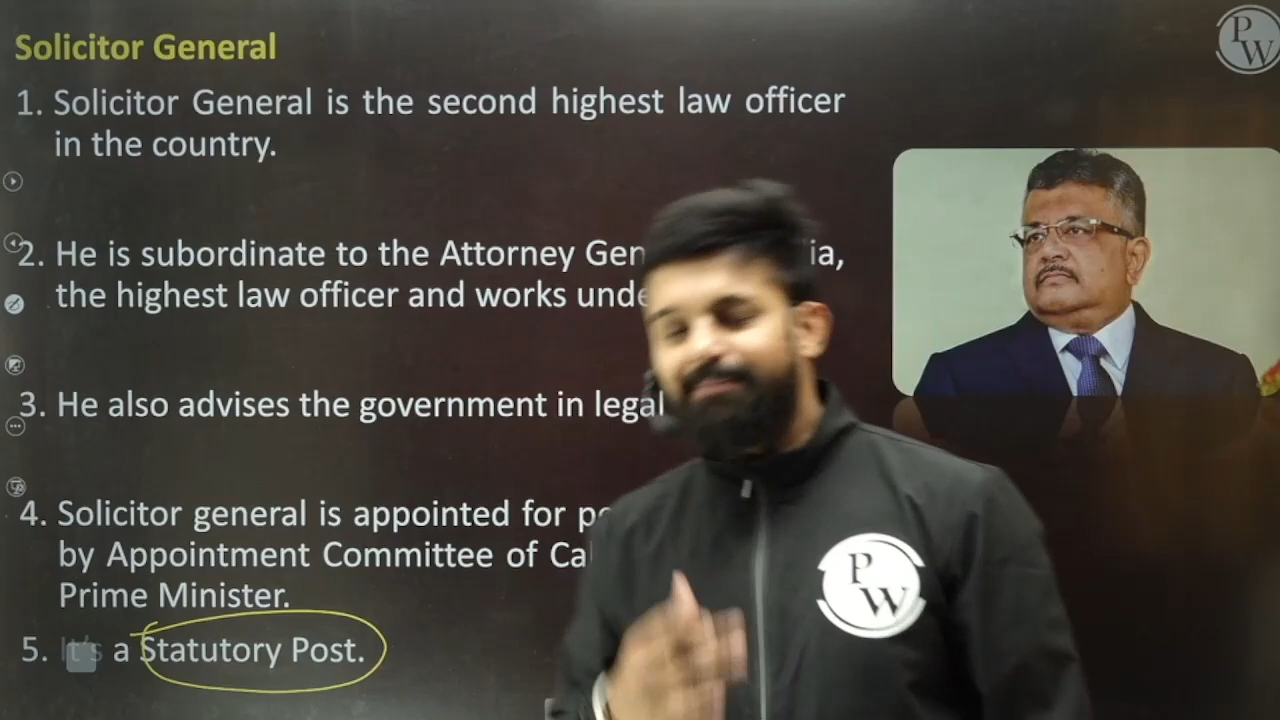 Solicitor General
1. Solicitor General is the second highest law officer
in the country.
2. He is subordinate to the Attorney Gen ia,
the highest law officer and works unde
3. He also advises the government in legal
4. Solicitor general is appointed for pe
by Appointment Committee of Ca
Prime Minister.
5. It's a Statutory Post.
P
W
P
W